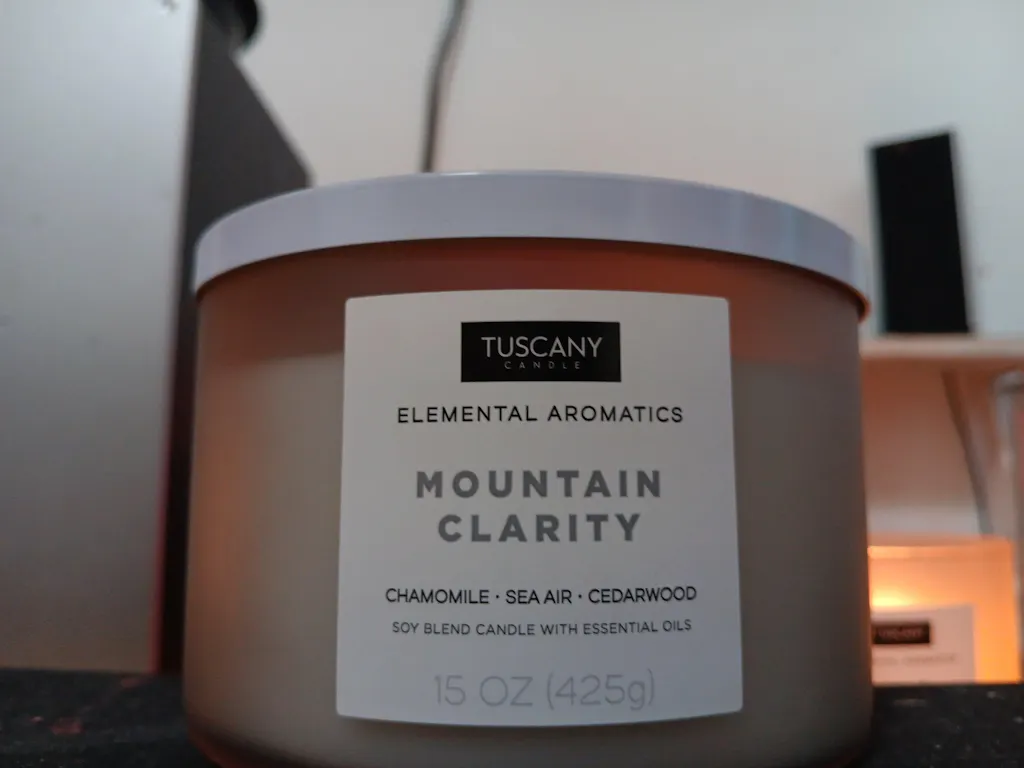 TUSCANY
CANDLE
ELEMENTAL AROMATICS
MOUNTAIN
CLARITY
CHAMOMILE · SEA AIR · CEDARWOOD
SOY BLEND CANDLE WITH ESSENTIAL OILS
15 OZ (425g)